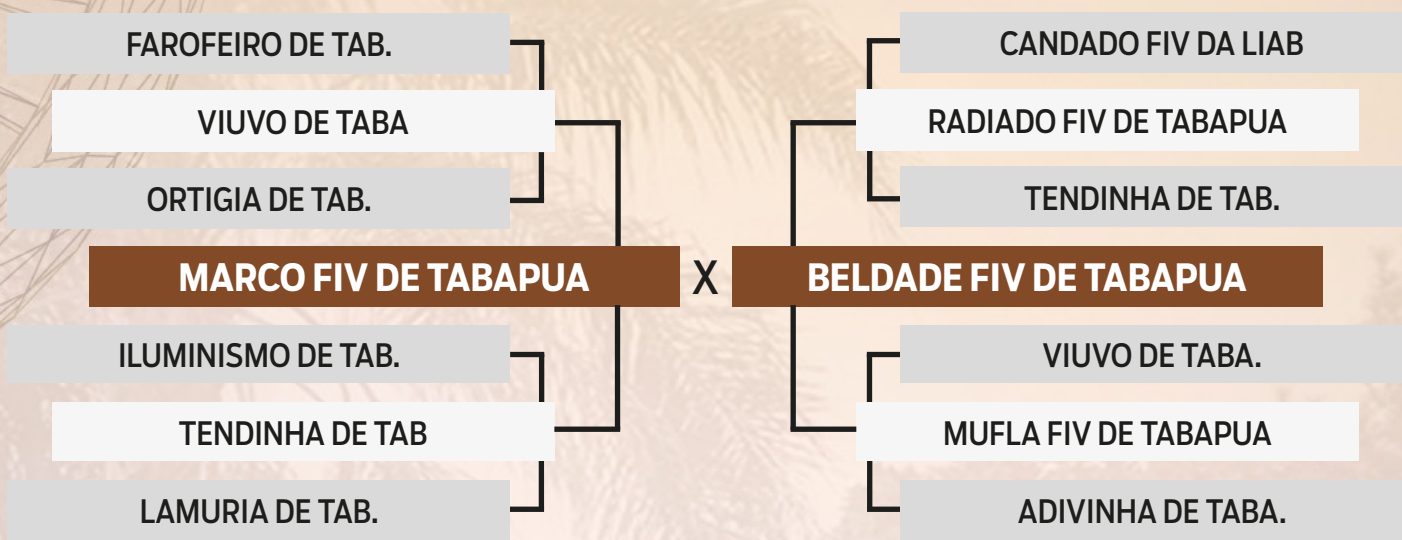 FAROFEIRO DE TAB.
VIUVO DE TABA
ORTIGIA DE TAB.
MARCO FIV DE TABAPUA
ILUMINISMO DE TAB.
TENDINHA DE TAB
LAMURIA DE TAB.
X
CANDADO FIV DA LIAB
RADIADO FIV DE TABAPUA
TENDINHA DE TAB.
BELDADE FIV DE TABAPUA
VIUVO DE TABA.
MUFLA FIV DE TABAPUA
ADIVINHA DE TABA.